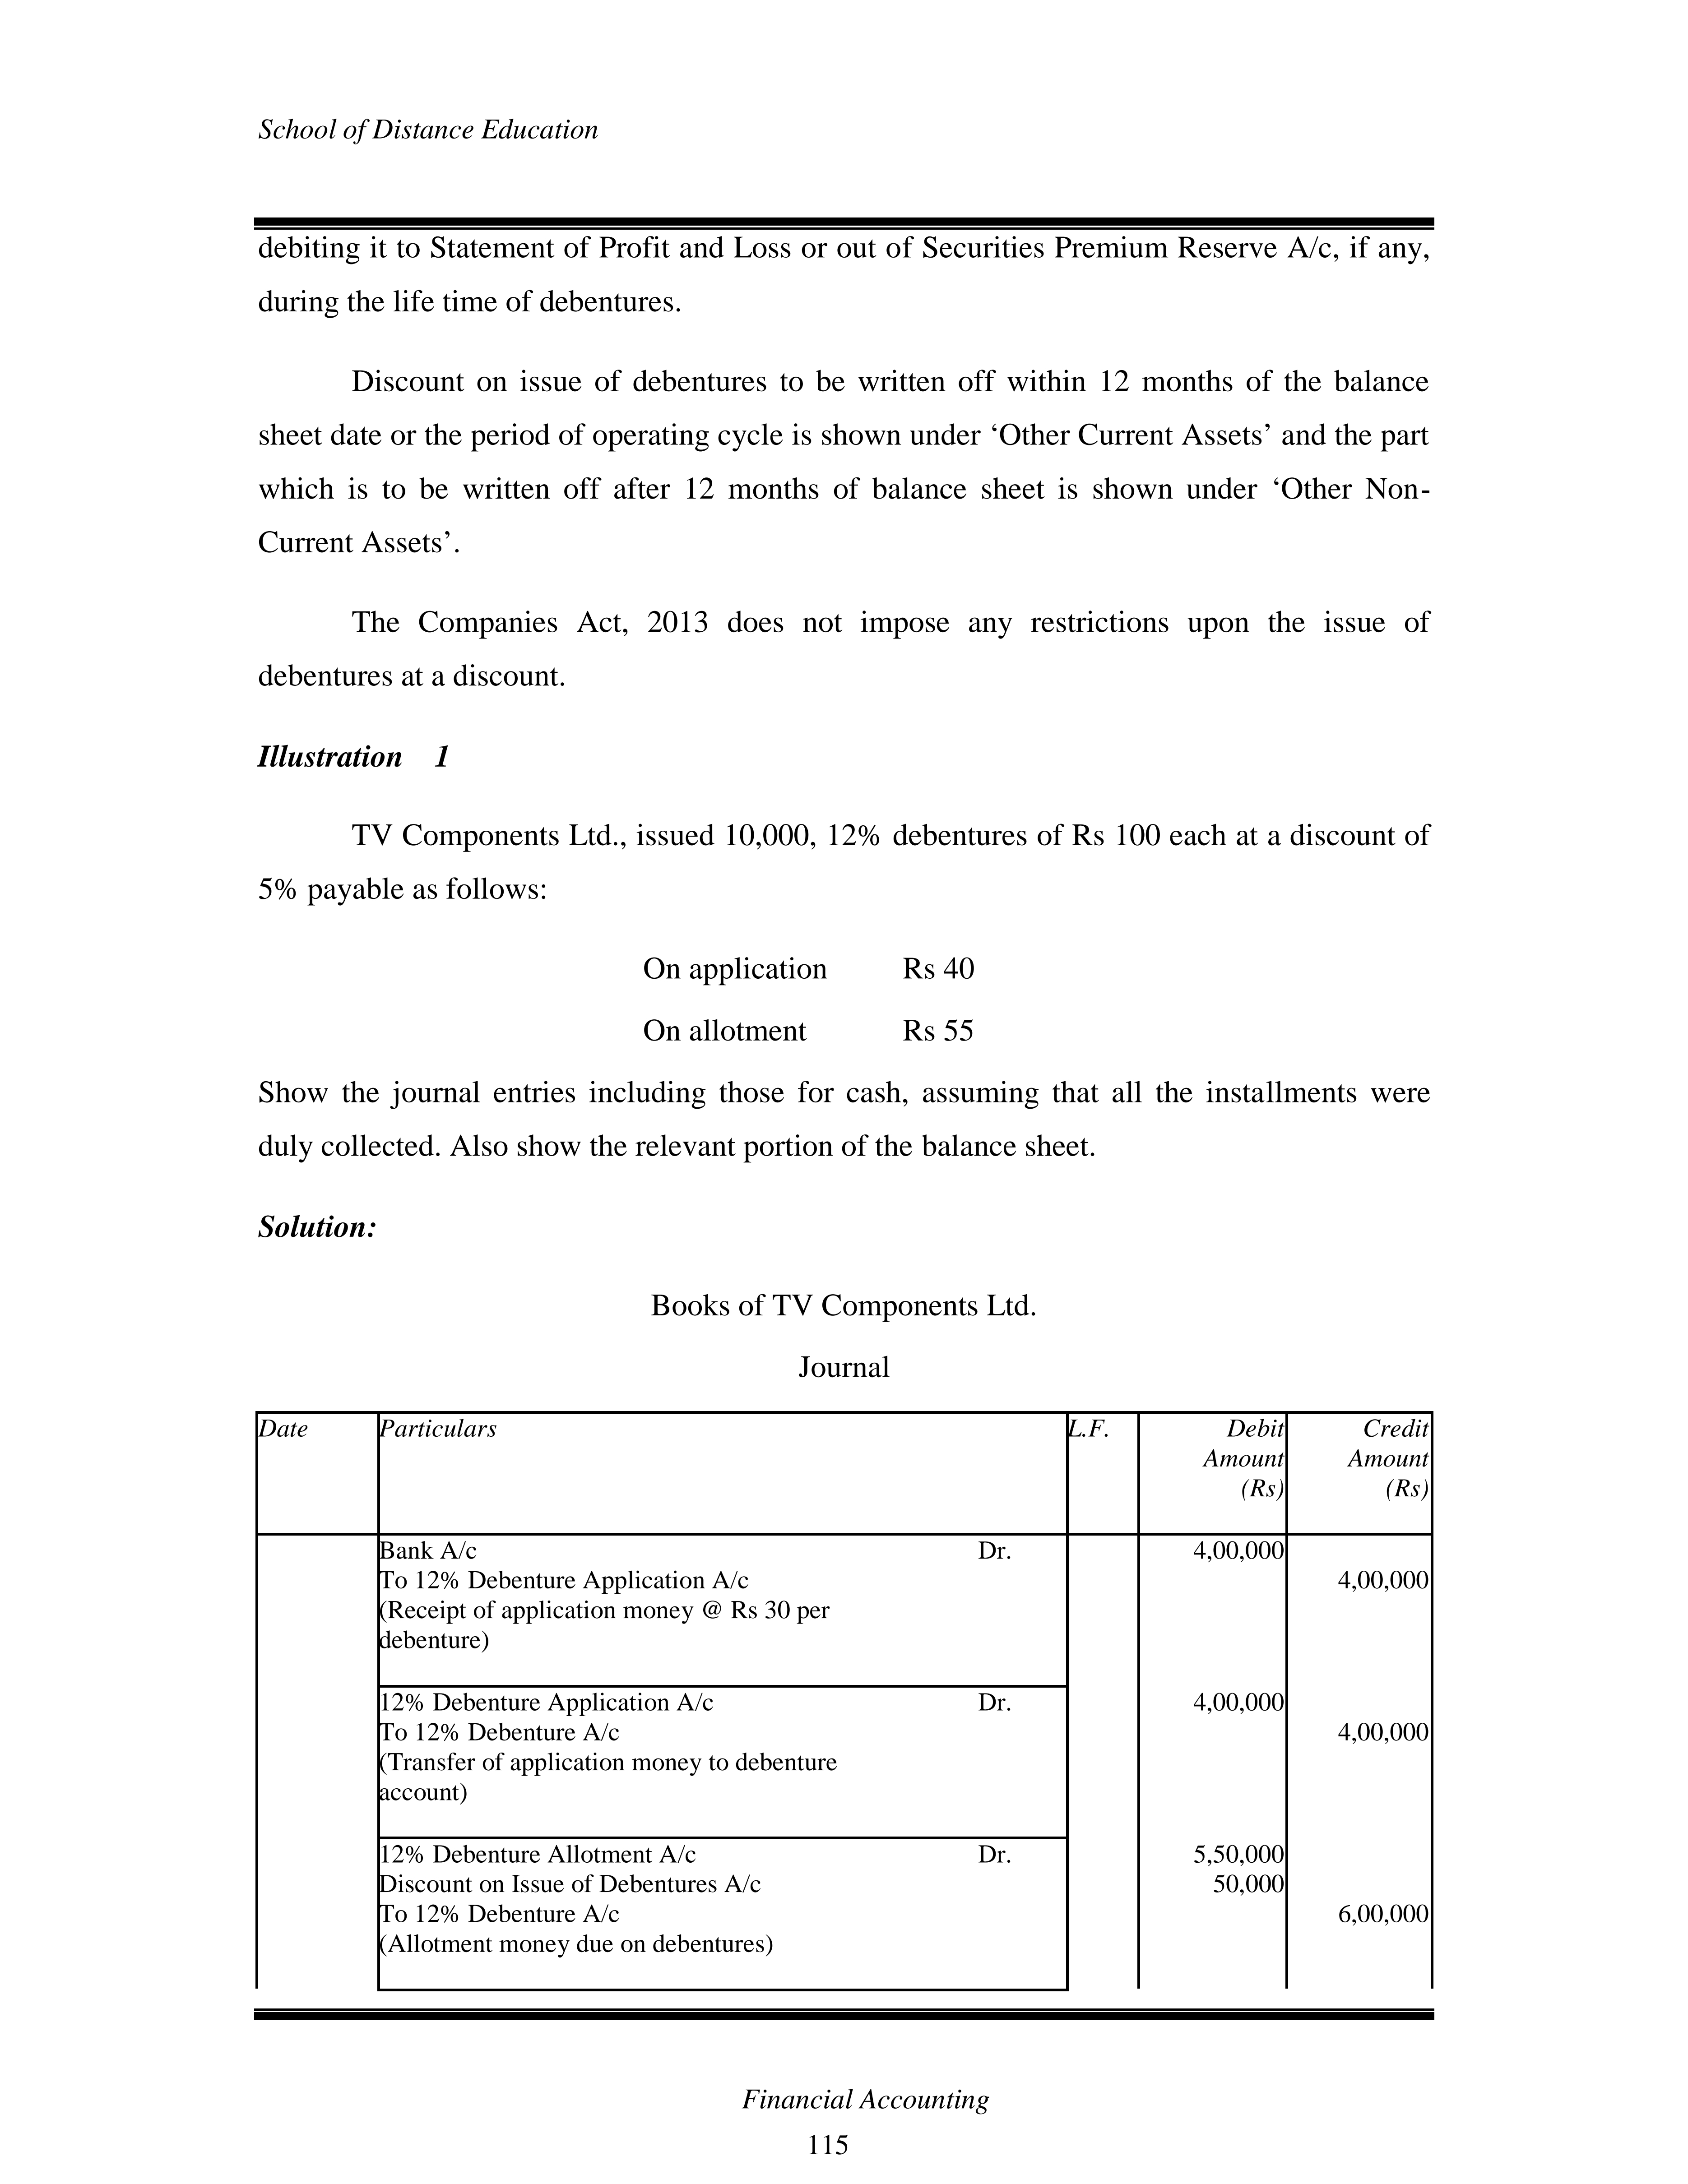 School of Distance Education
debiting it to Statement of Profit and Loss or out of Securities Premium Reserve A/c, if any,
during the life time of debentures.
Discount on issue of debentures to be written off within 12 months of the balance
sheet date or the period of operating cycle is shown under ‘Other Current Assets’ and the part
which is to be written off after 12 months of balance sheet is shown under ‘Other Non-
Current Assets’.
The Companies Act, 2013 does not impose any restrictions upon the issue of
debentures at a discount.
Illustration 1
TV Components Ltd., issued 10,000, 12% debentures of Rs 100 each at a discount of
5% payable as follows:
On application Rs 40
On allotment Rs 55
Show the journal entries including those for cash, assuming that all the installments were
duly collected. Also show the relevant portion of the balance sheet.
Solution:
Books of TV Components Ltd.
Journal
Date Particulars L.F. Debit Credit
Amount Amount
(Rs) (Rs)
Bank A/c Dr. 4,00,000
To 12% Debenture Application A/c 4,00,000
(Receipt of application money @ Rs 30 per
debenture)
12% Debenture Application A/c Dr. 4,00,000
To 12% Debenture A/c 4,00,000
(Transfer of application money to debenture
account)
12% Debenture Allotment A/c Dr. 5,50,000
Discount on Issue of Debentures A/c 50,000
To 12% Debenture A/c 6,00,000
(Allotment money due on debentures)
Financial Accounting
115